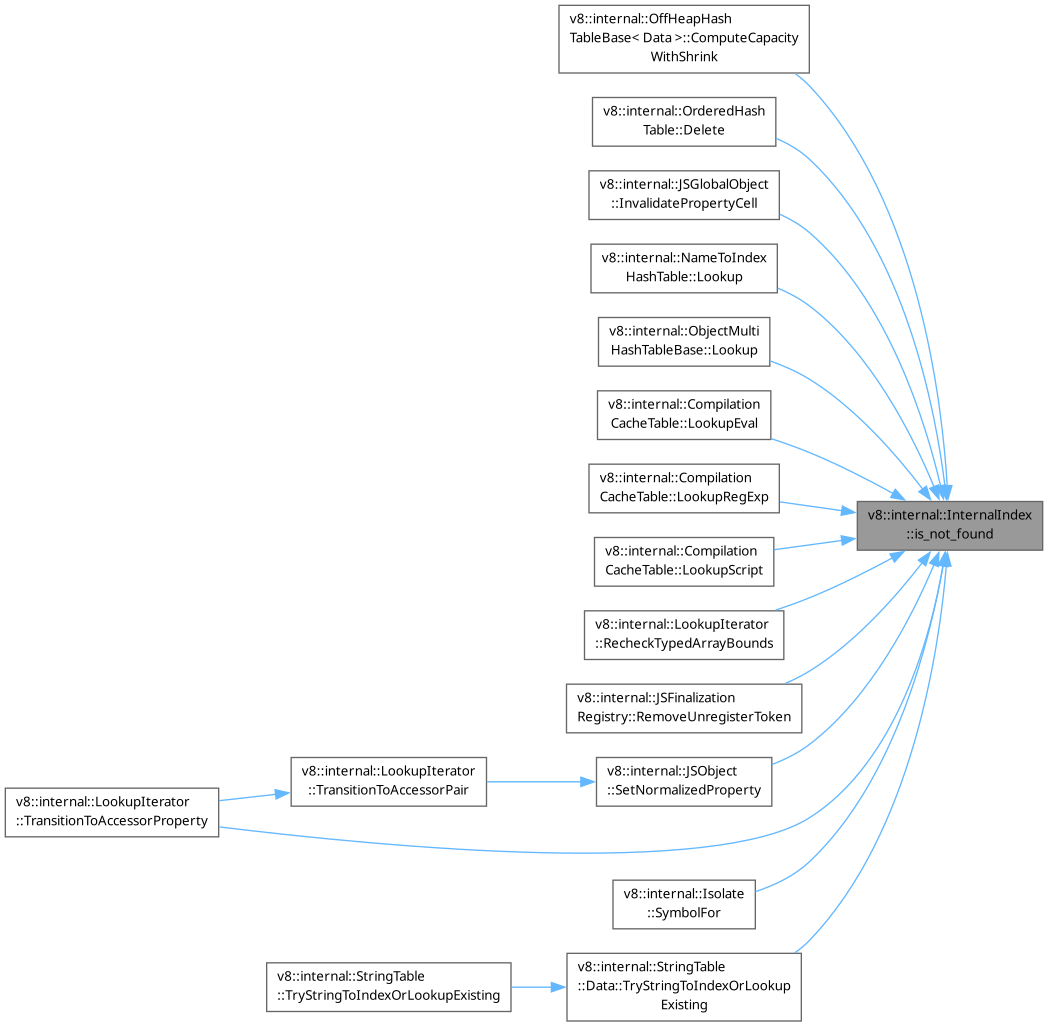 v8::internal::OffHeapHash
TableBase< Data >::ComputeCapacity
WithShrink
v8::internal::OrderedHash
Table::Delete
v8::internal::JSGlobalObject
::InvalidatePropertyCell
v8::internal::NameToIndex
HashTable::Lookup
v8::internal::ObjectMulti
HashTableBase::Lookup
v8::internal::Compilation
CacheTable::LookupEval
v8::internal::Compilation
CacheTable::LookupRegExp
v8::internal::InternalIndex
::is_not_found
v8::internal::Compilation
CacheTable::LookupScript
v8::internal::LookupIterator
::RecheckTypedArrayBounds
v8::internal::JSFinalization
Registry::RemoveUnregisterToken
v8::internal::LookupIterator
::TransitionToAccessorProperty
v8::internal::LookupIterator
::TransitionToAccessorPair
v8::internal::JSObject
::SetNormalizedProperty
v8::internal::Isolate
::SymbolFor
v8::internal::StringTable
::TryStringToIndexOrLookupExisting
v8::internal::StringTable
::Data::TryStringToIndexOrLookup
Existing